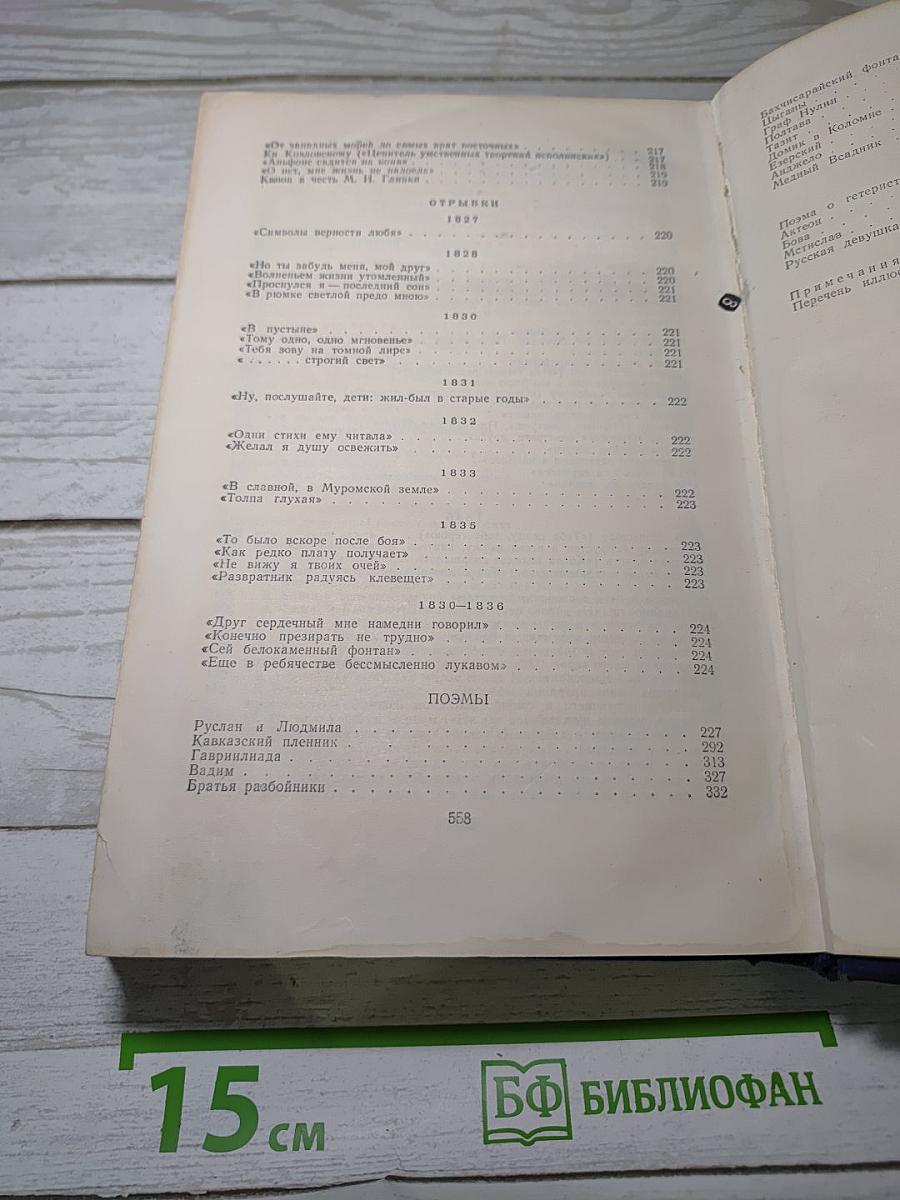 «От западных морей до самых врат восточных» . . . . . . . . . 217
Кн Козловскому («Ценитель умственных творений исполинских») . . . 217
«Альфонс садится на коня» . . . . . . . . . . . . . . . . 218
«О нет, мне жизнь не надоела» . . . . . . . . . . . . . . 219
Канон в честь М. И. Глинки . . . . . . . . . . . . . . . 219
ОТРЫВКИ
1827
«Символы верности любя» . . . . . . . . . . . . . . . . 220
1828
«Но ты забудь меня, мой друг» . . . . . . . . . . . . . . 220
«Волненьем жизни утомленный» . . . . . . . . . . . . . . 220
«Проснулся я — последний сон» . . . . . . . . . . . . . . 221
«В рюмке светлой предо мною» . . . . . . . . . . . . . . 221
1830
«В пустыне» . . . . . . . . . . . . . . . . . . . . 221
«Тому одно, одно мгновенье» . . . . . . . . . . . . . . . 221
«Тебя зову на томной лире» . . . . . . . . . . . . . . . 221
« . . . . . . строгий свет» . . . . . . . . . . . . . . . 221
1831
«Ну, послушайте, дети: жил-был в старые годы» . . . . . . . . 222
1832
«Одни стихи ему читала» . . . . . . . . . . . . . . . . 222
«Желал я душу освежить» . . . . . . . . . . . . . . . . 222
1833
«В славной, в Муромской земле» . . . . . . . . . . . . . 222
«Толпа глухая» . . . . . . . . . . . . . . . . . . . 223
1835
«То было вскоре после боя» . . . . . . . . . . . . . . . 223
«Как редко плату получает» . . . . . . . . . . . . . . . 223
«Не вижу я твоих очей» . . . . . . . . . . . . . . . . 223
«Развратник радуясь клевещет» . . . . . . . . . . . . . . 223
1830—1836
«Друг сердечный мне намедни говорил» . . . . . . . . . . . 224
«Конечно презирать не трудно» . . . . . . . . . . . . . . 224
«Сей белокаменный фонтан» . . . . . . . . . . . . . . . 224
«Еще в ребячестве бессмысленно лукавом» . . . . . . . . . . 224
ПОЭМЫ
Руслан и Людмила . . . . . . . . . . . . . . . . . 227
Кавказский пленник . . . . . . . . . . . . . . . . . 292
Гавриилиада . . . . . . . . . . . . . . . . . . . 313
Вадим . . . . . . . . . . . . . . . . . . . . . 327
Братья разбойники . . . . . . . . . . . . . . . . . 332
558
Бахчисарайский фонта
Цыганы . . .
Граф Нулин . . .
Полтава . . .
Тазит . . .
Домик в Коломне
Езерский . . .
Анджело . . .
Медный Всадник
Поэма о гетерист
Актеон . . .
Бова . . .
Мстислав . . .
Русская девушка
Примечания
Перечень иллюс
8
15 см
БФ БИБЛИОФАН